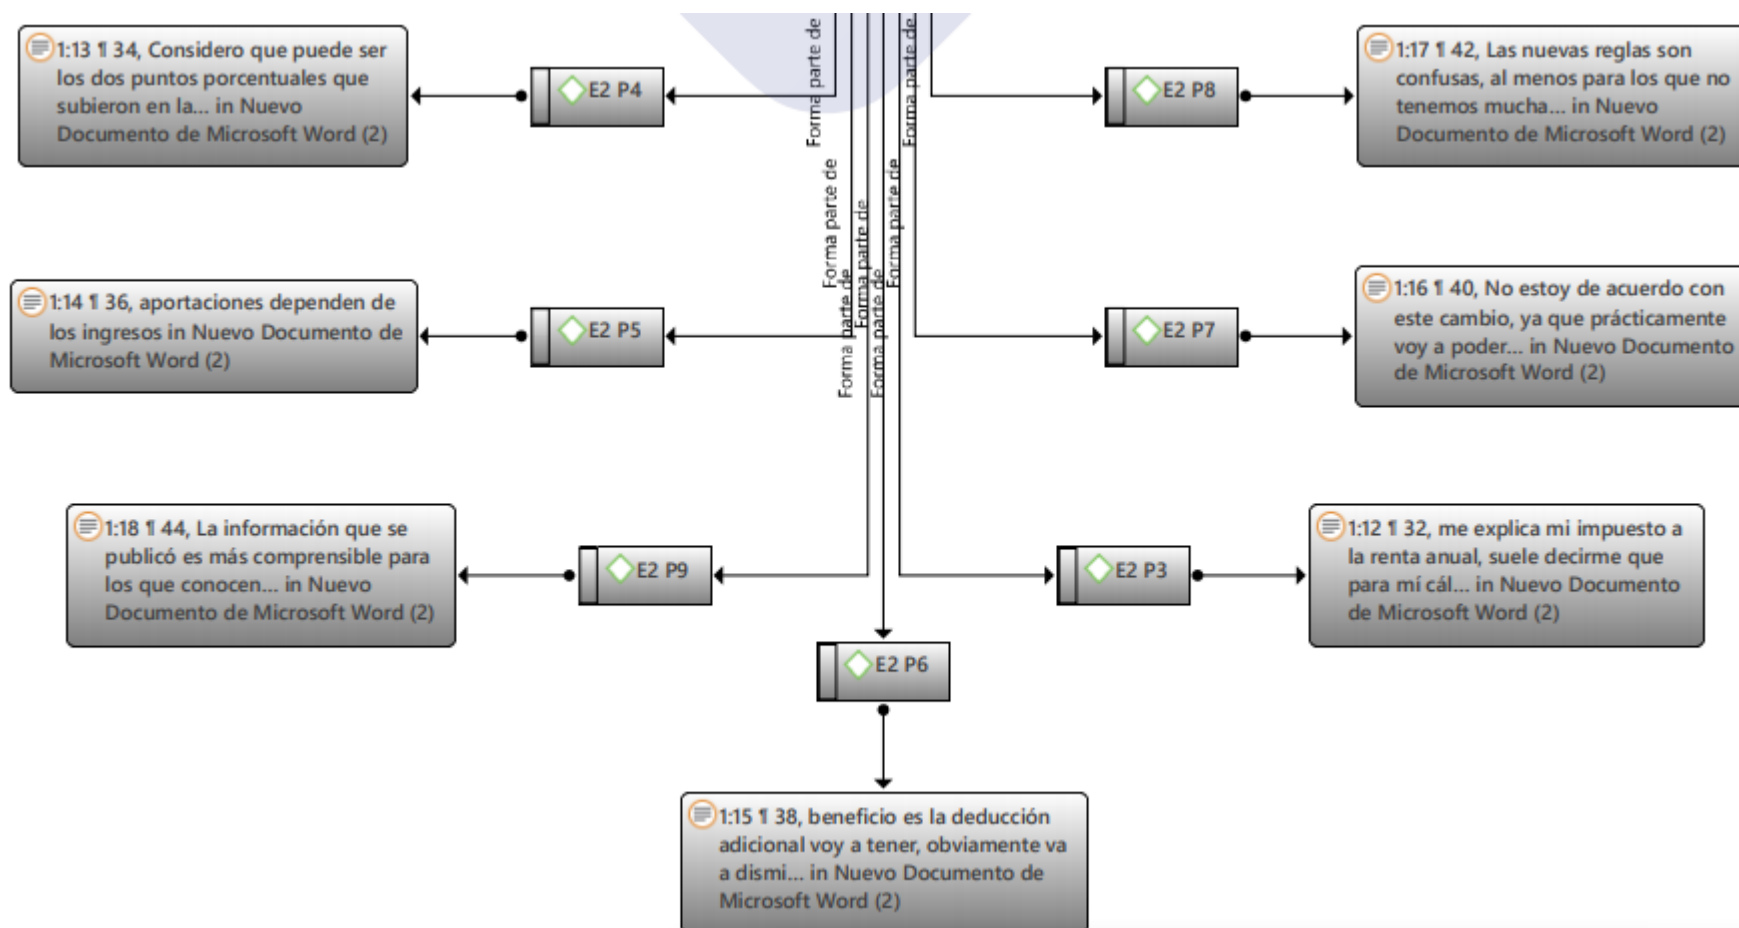 1:13 ¶ 34, Considero que puede ser
los dos puntos porcentuales que
subieron en la... in Nuevo
Documento de Microsoft Word (2)
E2 P4
Forma parte de
Forma parte de
E2 P8
1:17 ¶ 42, Las nuevas reglas son
confusas, al menos para los que no
tenemos mucha... in Nuevo
Documento de Microsoft Word (2)
Forma parte de
Forma parte de
Forma parte de
Forma parte de
Forma parte de
1:14 ¶ 36, aportaciones dependen de
los ingresos in Nuevo Documento de
Microsoft Word (2)
E2 P5
E2 P7
1:16 ¶ 40, No estoy de acuerdo con
este cambio, ya que prácticamente
voy a poder... in Nuevo Documento
de Microsoft Word (2)
1:18 ¶ 44, La información que se
publicó es más comprensible para
los que conocen... in Nuevo
Documento de Microsoft Word (2)
E2 P9
E2 P3
1:12 ¶ 32, me explica mi impuesto a
la renta anual, suele decirme que
para mí cál... in Nuevo Documento
de Microsoft Word (2)
E2 P6
1:15 ¶ 38, beneficio es la deducción
adicional voy a tener, obviamente va
a dismi... in Nuevo Documento de
Microsoft Word (2)